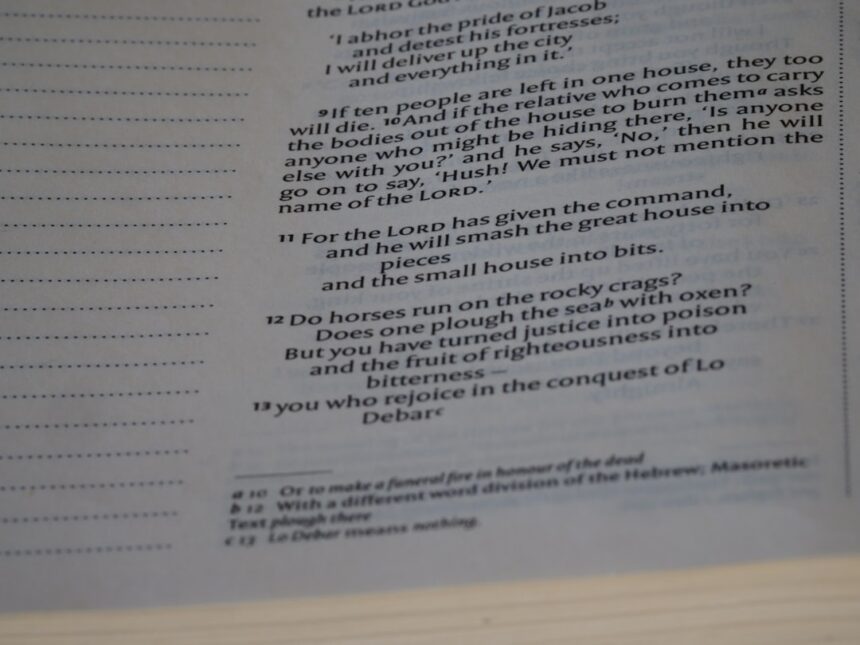 the LORD GOD
‘I abhor the pride of Jacob
and detest his fortresses;
I will deliver up the city
and everything in it.’
9 If ten people are left in one house, they too
will die. 10 And if the relative who comes to carry
the bodies out of the house to burn them a asks
anyone who might be hiding there, ‘Is anyone
else with you?’ and he says, ‘No,’ then he will
go on to say, ‘Hush! We must not mention the
name of the LORD.’
11 For the LORD has given the command,
and he will smash the great house into
pieces
and the small house into bits.
12 Do horses run on the rocky crags?
Does one plough the sea b with oxen?
But you have turned justice into poison
and the fruit of righteousness into
bitterness –
13 you who rejoice in the conquest of Lo
Debar c
a 10 Or to make a funeral fire in honour of the dead
b 12 With a different word division of the Hebrew; Masoretic
Text plough there
c 13 Lo Debar means nothing.